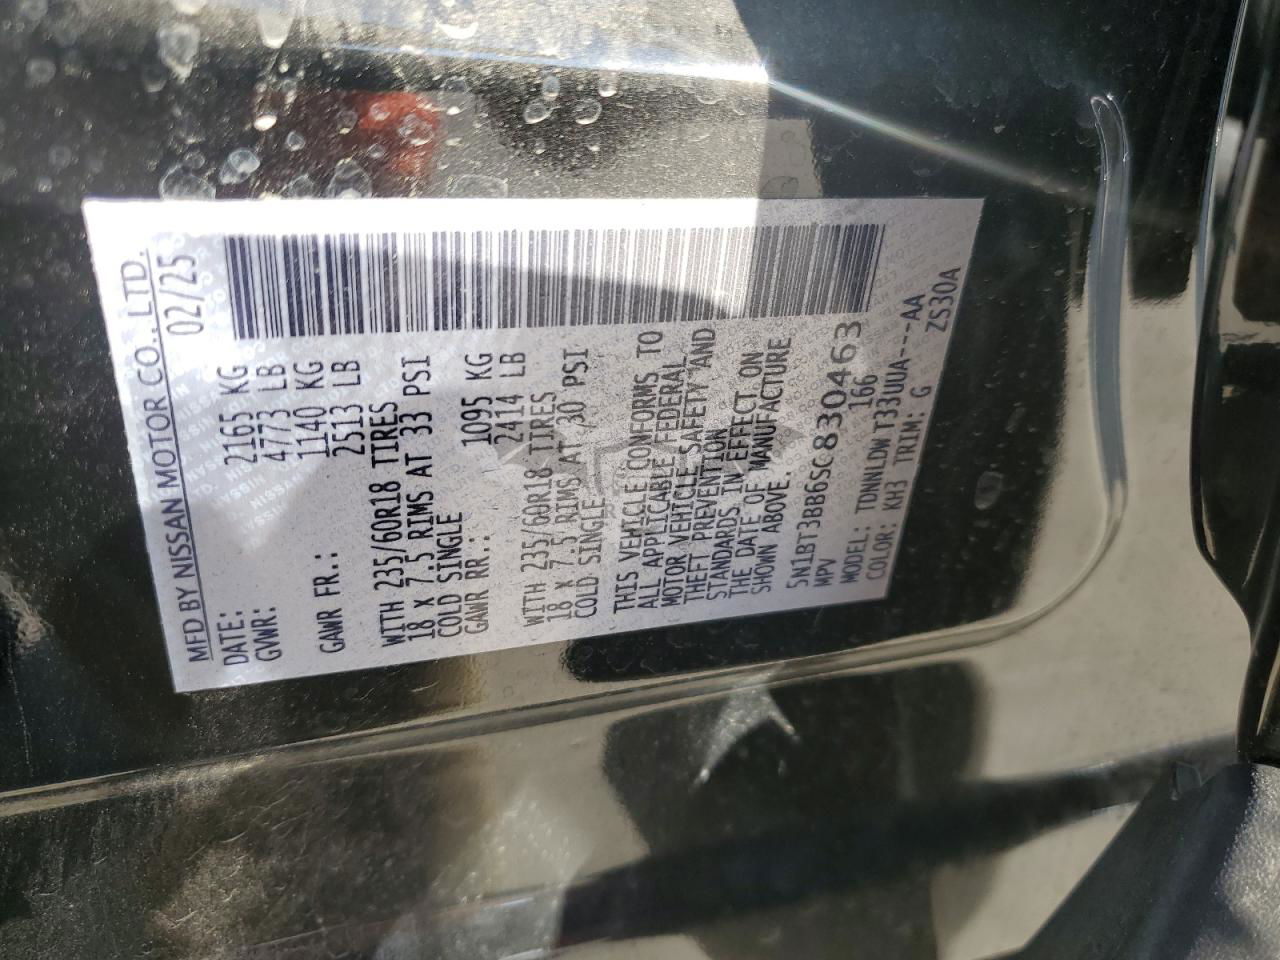 MFD BY NISSAN MOTOR CO., LTD.
DATE: 02/25
GVWR: 2165 KG
4773 LB
GAWR FR.: 1140 KG
2513 LB
WITH 235/60R18 TIRES
18 x 7.5 RIMS AT 33 PSI
COLD SINGLE
GAWR RR.: 1095 KG
2414 LB
WITH 235/60R18 TIRES
18 x 7.5 RIMS AT 30 PSI
COLD SINGLE
THIS VEHICLE CONFORMS TO
ALL APPLICABLE FEDERAL
MOTOR VEHICLE SAFETY AND
THEFT PREVENTION
STANDARDS IN EFFECT ON
THE DATE OF MANUFACTURE
SHOWN ABOVE.
5N1BT3BB6SC830463
MPV 166
MODEL: TDNNLDW T33UUA---AA
COLOR: KH3 TRIM: G ZS30A